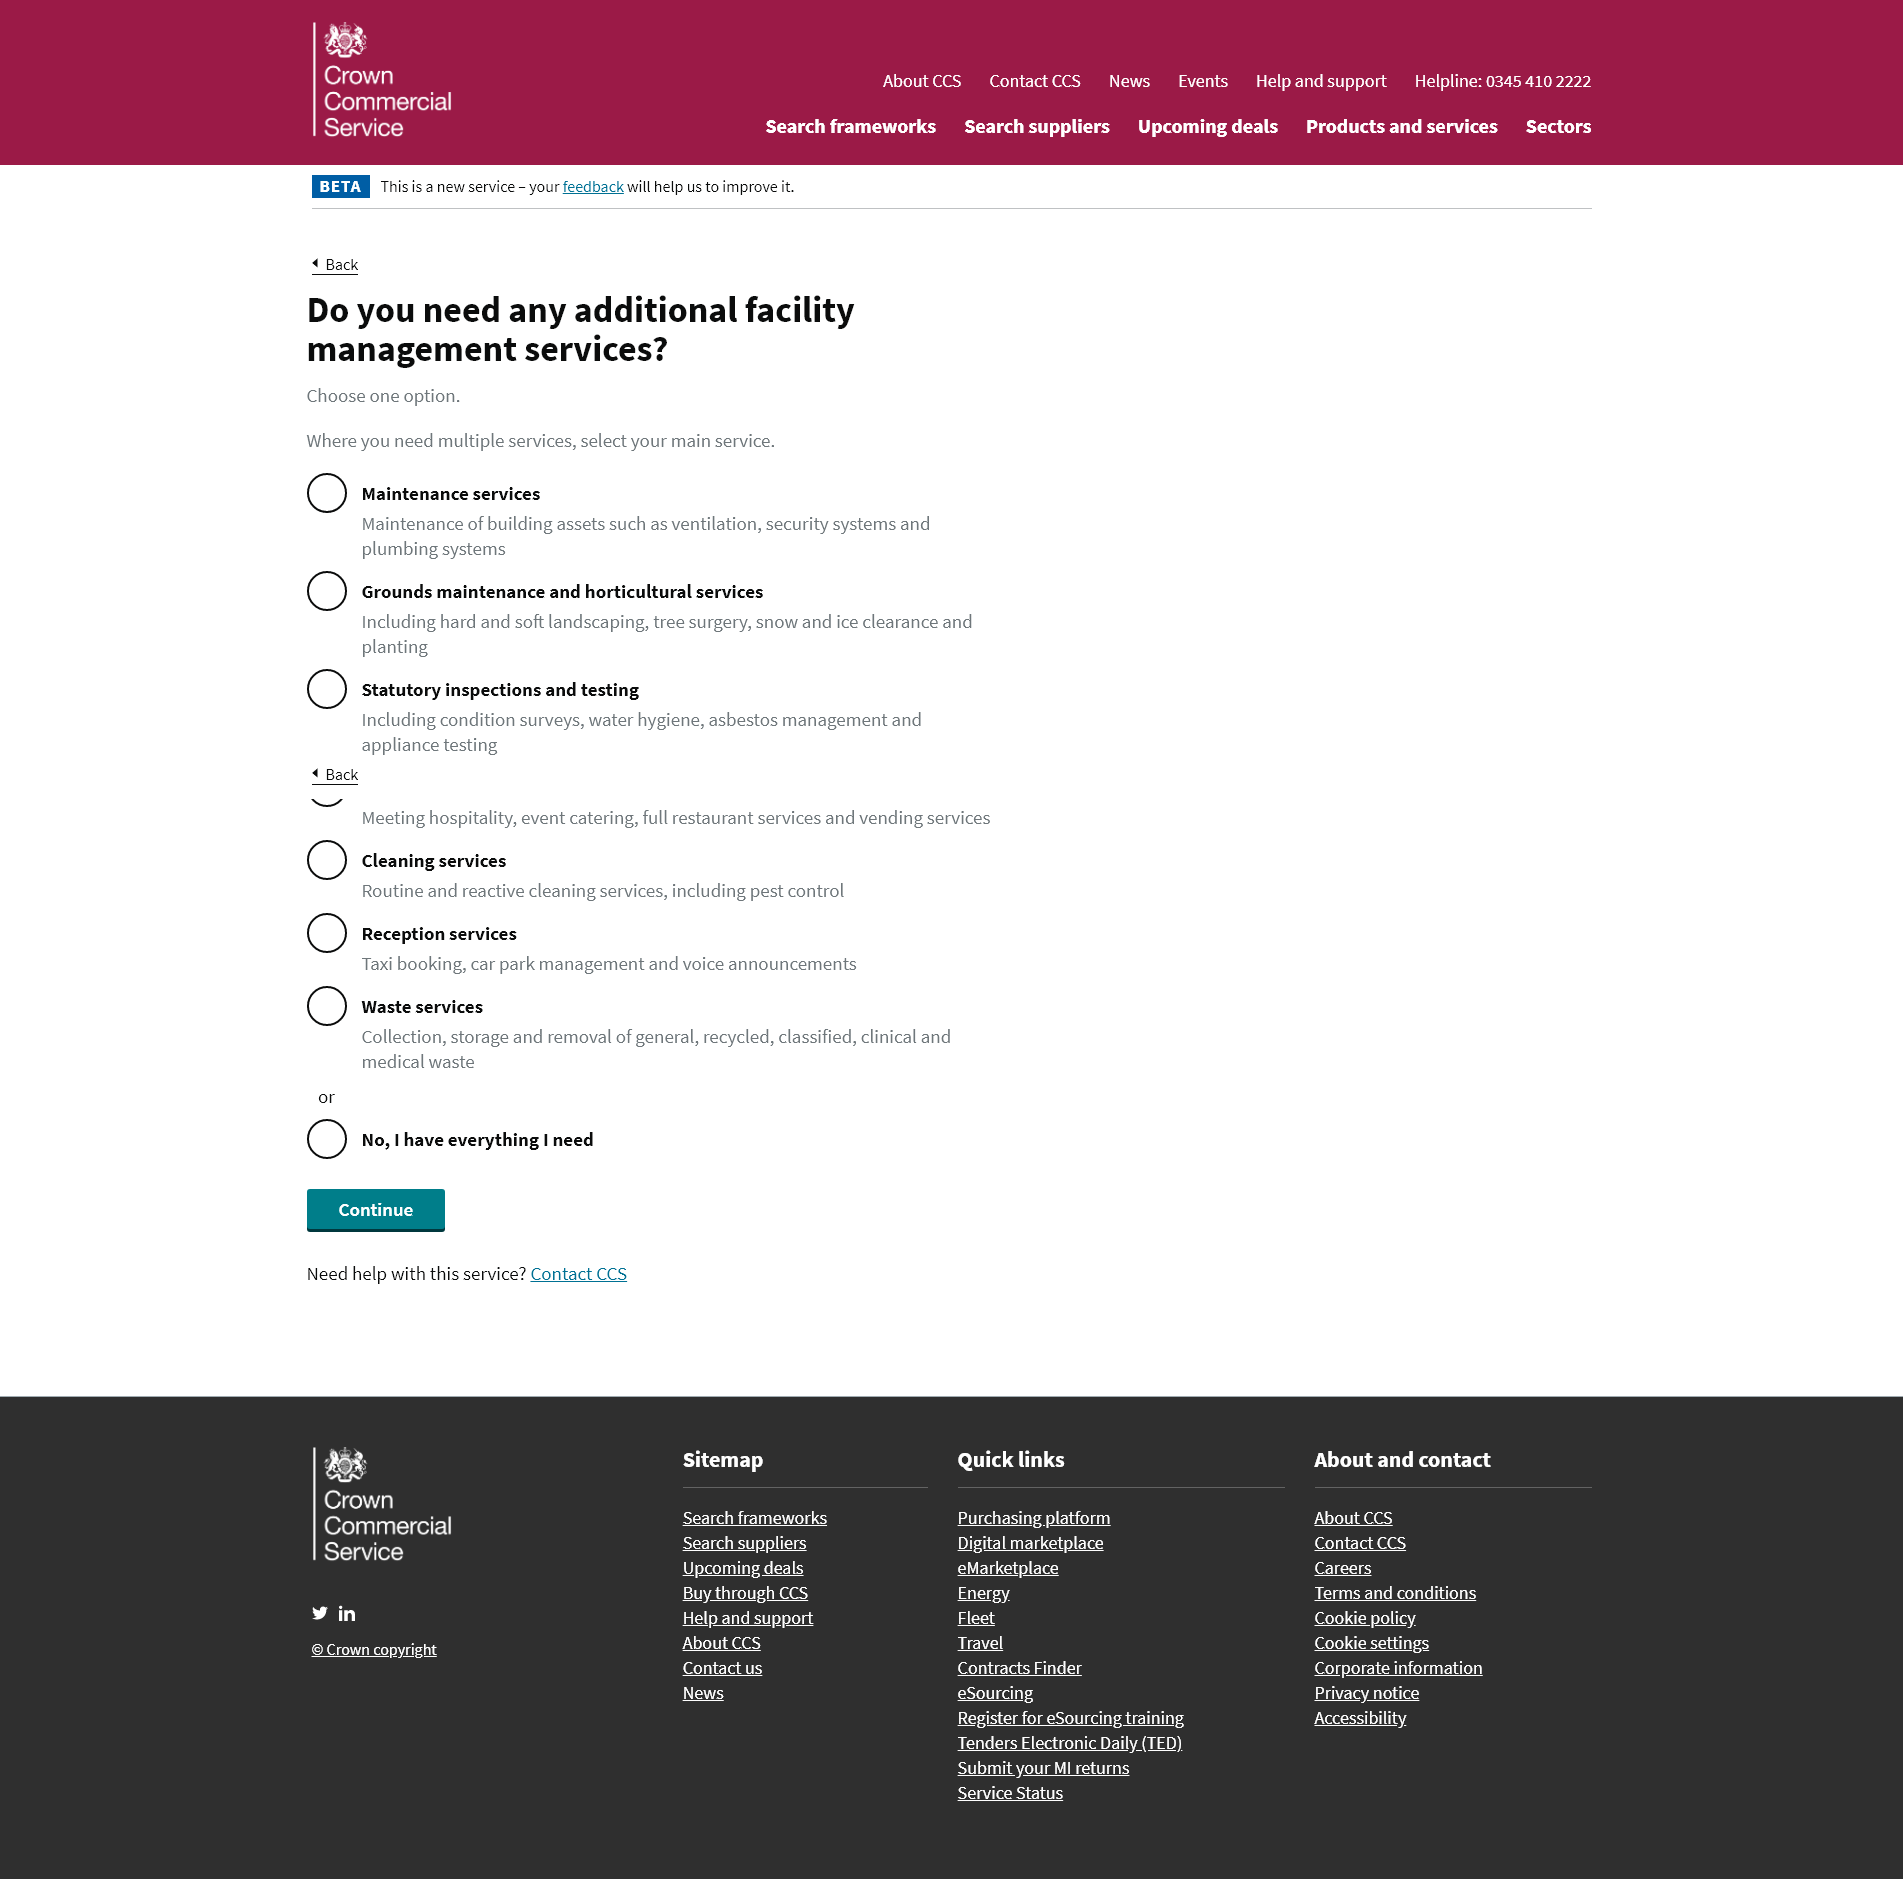 Crown
Commercial
Service
About CCS Contact CCS News Events Help and support Helpline: 0345 410 2222
Search frameworks Search suppliers Upcoming deals Products and services Sectors
BETA This is a new service – your feedback will help us to improve it.
Back
Do you need any additional facility
management services?
Choose one option.
Where you need multiple services, select your main service.
Maintenance services
Maintenance of building assets such as ventilation, security systems and
plumbing systems
Grounds maintenance and horticultural services
Including hard and soft landscaping, tree surgery, snow and ice clearance and
planting
Statutory inspections and testing
Including condition surveys, water hygiene, asbestos management and
appliance testing
Back
Meeting hospitality, event catering, full restaurant services and vending services
Cleaning services
Routine and reactive cleaning services, including pest control
Reception services
Taxi booking, car park management and voice announcements
Waste services
Collection, storage and removal of general, recycled, classified, clinical and
medical waste
or
No, I have everything I need
Continue
Need help with this service? Contact CCS
Crown
Commercial
Service
© Crown copyright
Sitemap
Search frameworks
Search suppliers
Upcoming deals
Buy through CCS
Help and support
About CCS
Contact us
News
Quick links
Purchasing platform
Digital marketplace
eMarketplace
Energy
Fleet
Travel
Contracts Finder
eSourcing
Register for eSourcing training
Tenders Electronic Daily (TED)
Submit your MI returns
Service Status
About and contact
About CCS
Contact CCS
Careers
Terms and conditions
Cookie policy
Cookie settings
Corporate information
Privacy notice
Accessibility